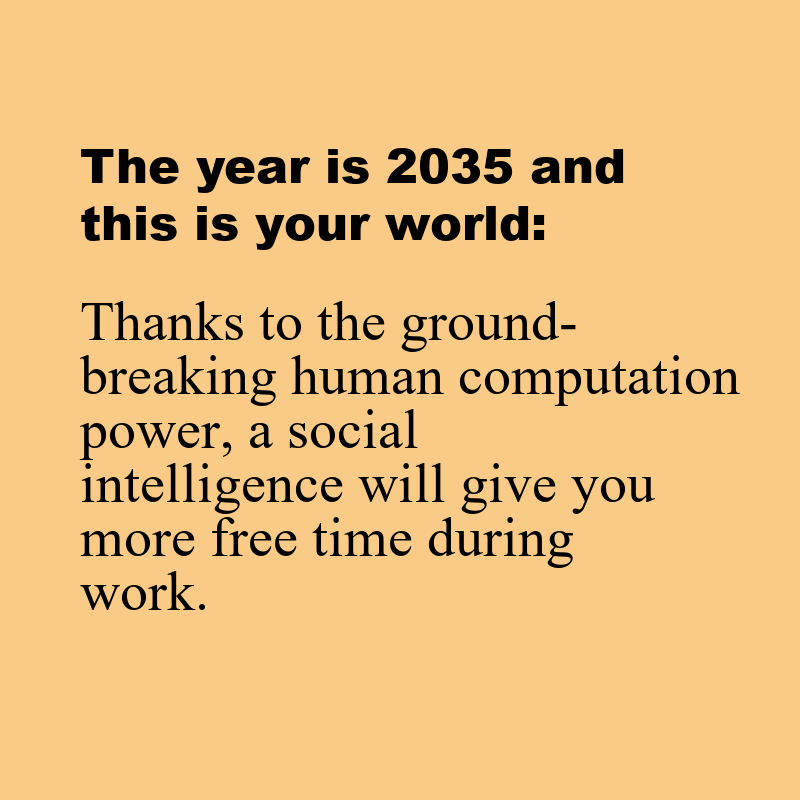 The year is 2035 and
this is your world:
Thanks to the ground-
breaking human computation
power, a social
intelligence will give you
more free time during
work.